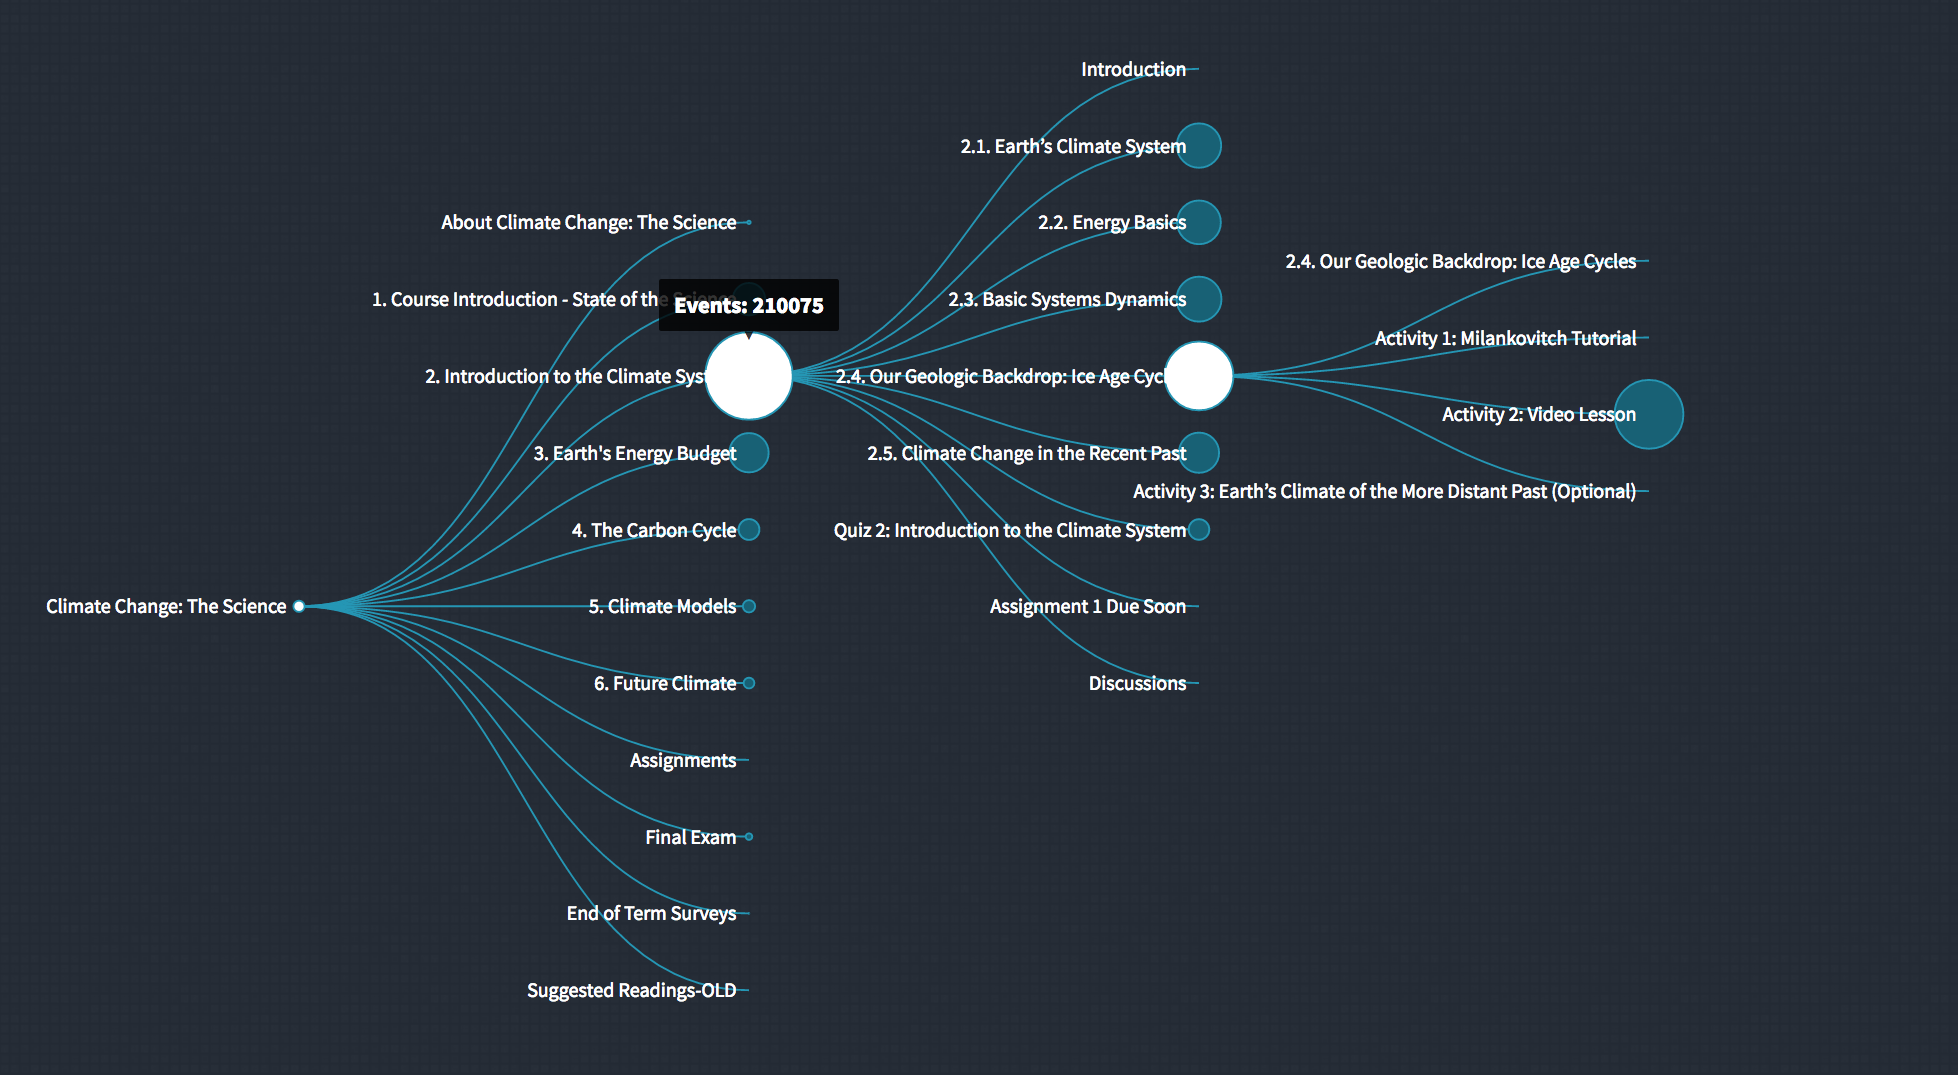 Climate Change: The Science
About Climate Change: The Science
1. Course Introduction - State of the Science
Events: 210075
2. Introduction to the Climate Syst
3. Earth's Energy Budget
4. The Carbon Cycle
5. Climate Models
6. Future Climate
Assignments
Final Exam
End of Term Surveys
Suggested Readings-OLD
Introduction
2.1. Earth’s Climate System
2.2. Energy Basics
2.3. Basic Systems Dynamics
2.4. Our Geologic Backdrop: Ice Age Cycl
2.5. Climate Change in the Recent Past
Quiz 2: Introduction to the Climate System
Assignment 1 Due Soon
Discussions
2.4. Our Geologic Backdrop: Ice Age Cycles
Activity 1: Milankovitch Tutorial
Activity 2: Video Lesson
Activity 3: Earth’s Climate of the More Distant Past (Optional)